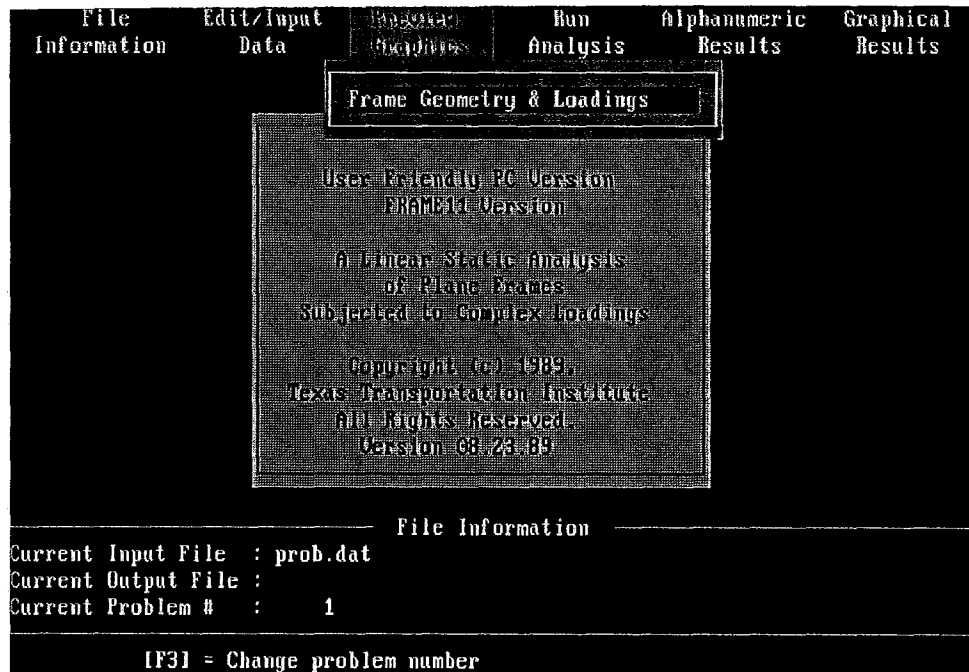 File Edit/Input Preview Run Alphanumeric Graphical
Information Data Graphics Analysis Results Results
Frame Geometry & Loadings
User Friendly PC Version
FRAME11 Version
A Linear Static Analysis
of Plane Frames
Subjected to Complex Loadings
Copyright (c) 1989.
Texas Transportation Institute
All Rights Reserved.
Version 08.23.89
File Information
Current Input File : prob.dat
Current Output File :
Current Problem # : 1
[F3] = Change problem number